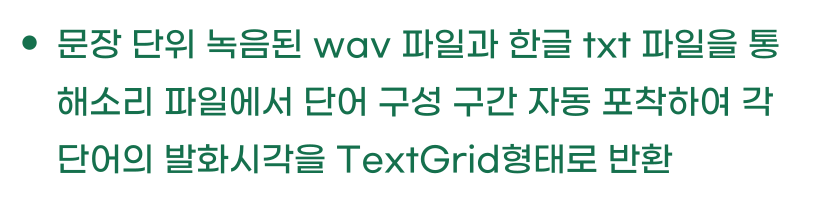 • 문장 단위 녹음된 wav 파일과 한글 txt 파일을 통
해소리 파일에서 단어 구성 구간 자동 포착하여 각
단어의 발화시각을 TextGrid형태로 반환